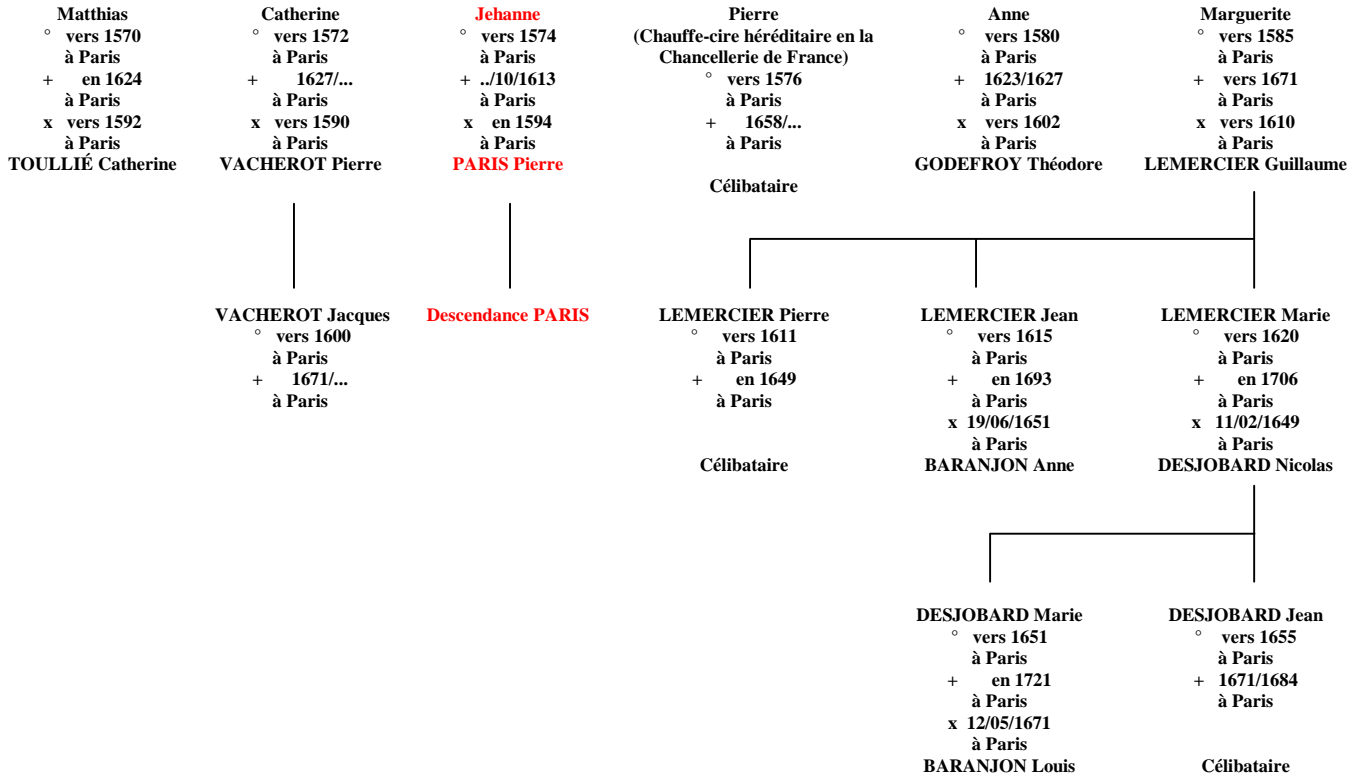 Matthias
° vers 1570
à Paris
+ en 1624
à Paris
x vers 1592
à Paris
TOULLIÉ Catherine
Catherine
° vers 1572
à Paris
+ 1627/...
à Paris
x vers 1590
à Paris
VACHEROT Pierre
Jehanne
° vers 1574
à Paris
+ ../10/1613
à Paris
x en 1594
à Paris
PARIS Pierre
Pierre
(Chauffe-cire héréditaire en la
Chancellerie de France)
° vers 1576
à Paris
+ 1658/...
à Paris
Célibataire
Anne
° vers 1580
à Paris
+ 1623/1627
à Paris
x vers 1602
à Paris
GODEFROY Théodore
Marguerite
° vers 1585
à Paris
+ vers 1671
à Paris
x vers 1610
à Paris
LEMERCIER Guillaume
VACHEROT Jacques
° vers 1600
à Paris
+ 1671/...
à Paris
Descendance PARIS
LEMERCIER Pierre
° vers 1611
à Paris
+ en 1649
à Paris
Célibataire
LEMERCIER Jean
° vers 1615
à Paris
+ en 1693
à Paris
x 19/06/1651
à Paris
BARANJON Anne
LEMERCIER Marie
° vers 1620
à Paris
+ en 1706
à Paris
x 11/02/1649
à Paris
DESJOBARD Nicolas
DESJOBARD Marie
° vers 1651
à Paris
+ en 1721
à Paris
x 12/05/1671
à Paris
BARANJON Louis
DESJOBARD Jean
° vers 1655
à Paris
+ 1671/1684
à Paris
Célibataire